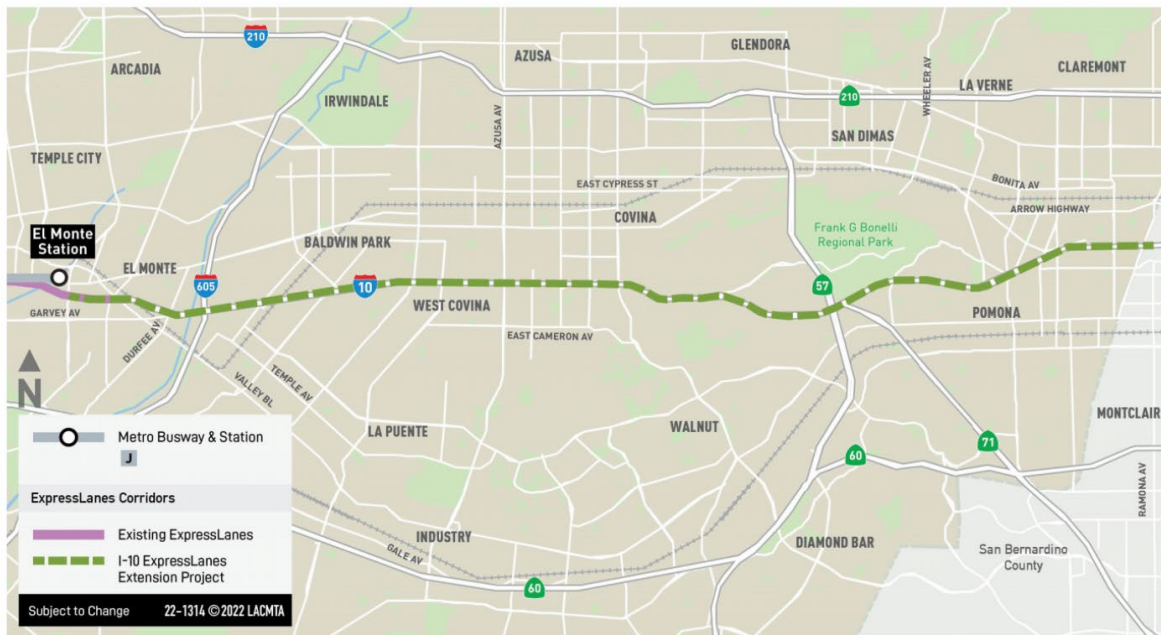 210
AZUSA
GLENDORA
CLAREMONT
ARCADIA
IRWINDALE
AZUSA AV
210
WHEELER AV
LA VERNE
SAN DIMAS
TEMPLE CITY
EAST CYPRESS ST
BONITA AV
COVINA
ARROW HIGHWAY
El Monte
Station
BALDWIN PARK
Frank G Bonelli
Regional Park
EL MONTE
605
10
57
GARVEY AV
WEST COVINA
POMONA
DURFEE AV
EAST CAMERON AV
VALLEY BL
TEMPLE AV
N
LA PUENTE
WALNUT
MONTCLAIR
71
60
RAMONA AV
INDUSTRY
GALE AV
DIAMOND BAR
San Bernardino
County
60
Metro Busway & Station
J
ExpressLanes Corridors
Existing ExpressLanes
I-10 ExpressLanes
Extension Project
Subject to Change 22-1314 ©2022 LACMTA